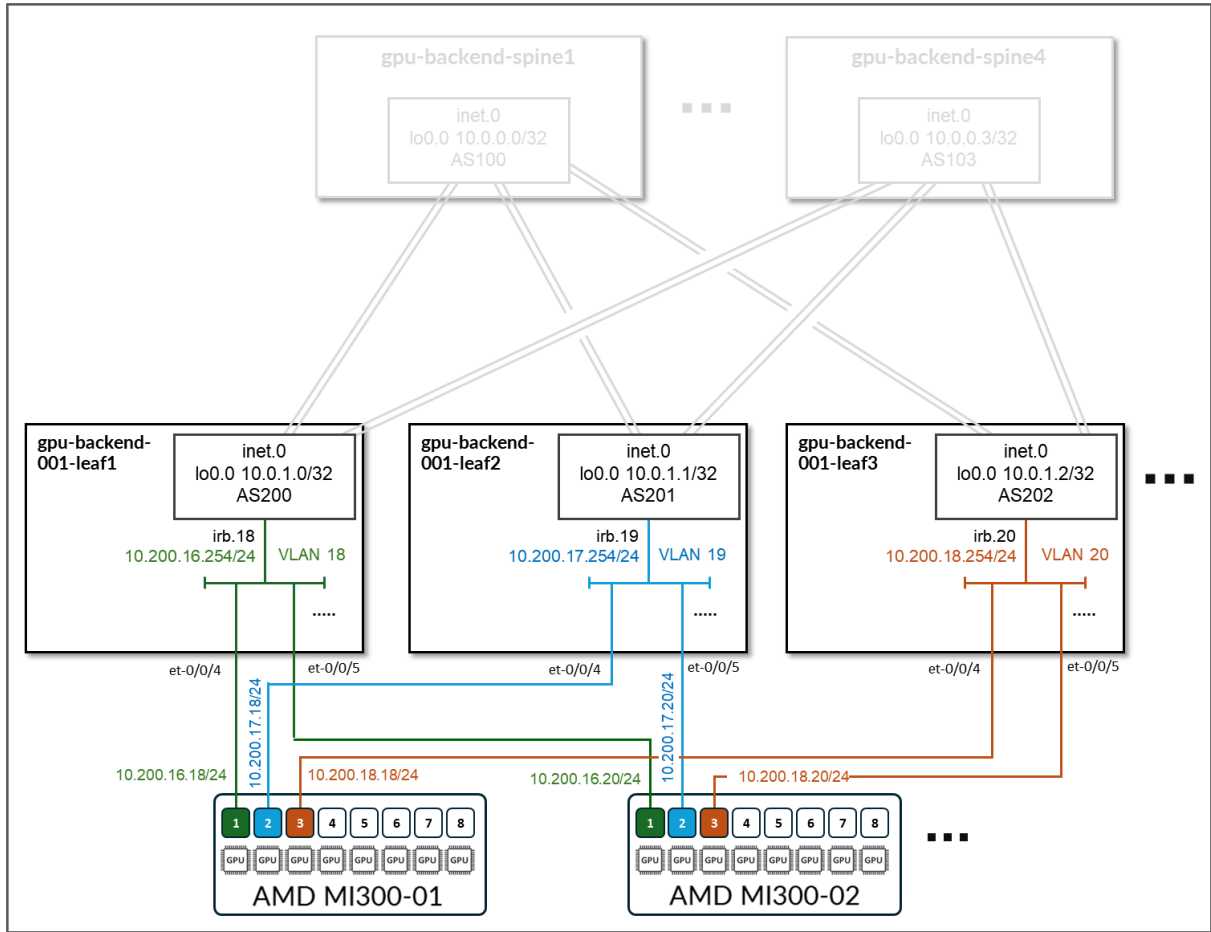 gpu-backend-spine1
inet.0
lo0.0 10.0.0.0/32
AS100
gpu-backend-spine4
inet.0
lo0.0 10.0.0.3/32
AS103
gpu-backend-
001-leaf1
inet.0
lo0.0 10.0.1.0/32
AS200
irb.18
10.200.16.254/24
VLAN 18
.....
et-0/0/4
et-0/0/5
gpu-backend-
001-leaf2
inet.0
lo0.0 10.0.1.1/32
AS201
irb.19
10.200.17.254/24
VLAN 19
.....
et-0/0/4
et-0/0/5
gpu-backend-
001-leaf3
inet.0
lo0.0 10.0.1.2/32
AS202
irb.20
10.200.18.254/24
VLAN 20
.....
et-0/0/4
et-0/0/5
10.200.16.18/24
10.200.17.18/24
10.200.18.18/24
10.200.16.20/24
10.200.17.20/24
10.200.18.20/24
1 2 3 4 5 6 7 8
GPU GPU GPU GPU GPU GPU GPU GPU
AMD MI300-01
1 2 3 4 5 6 7 8
GPU GPU GPU GPU GPU GPU GPU GPU
AMD MI300-02